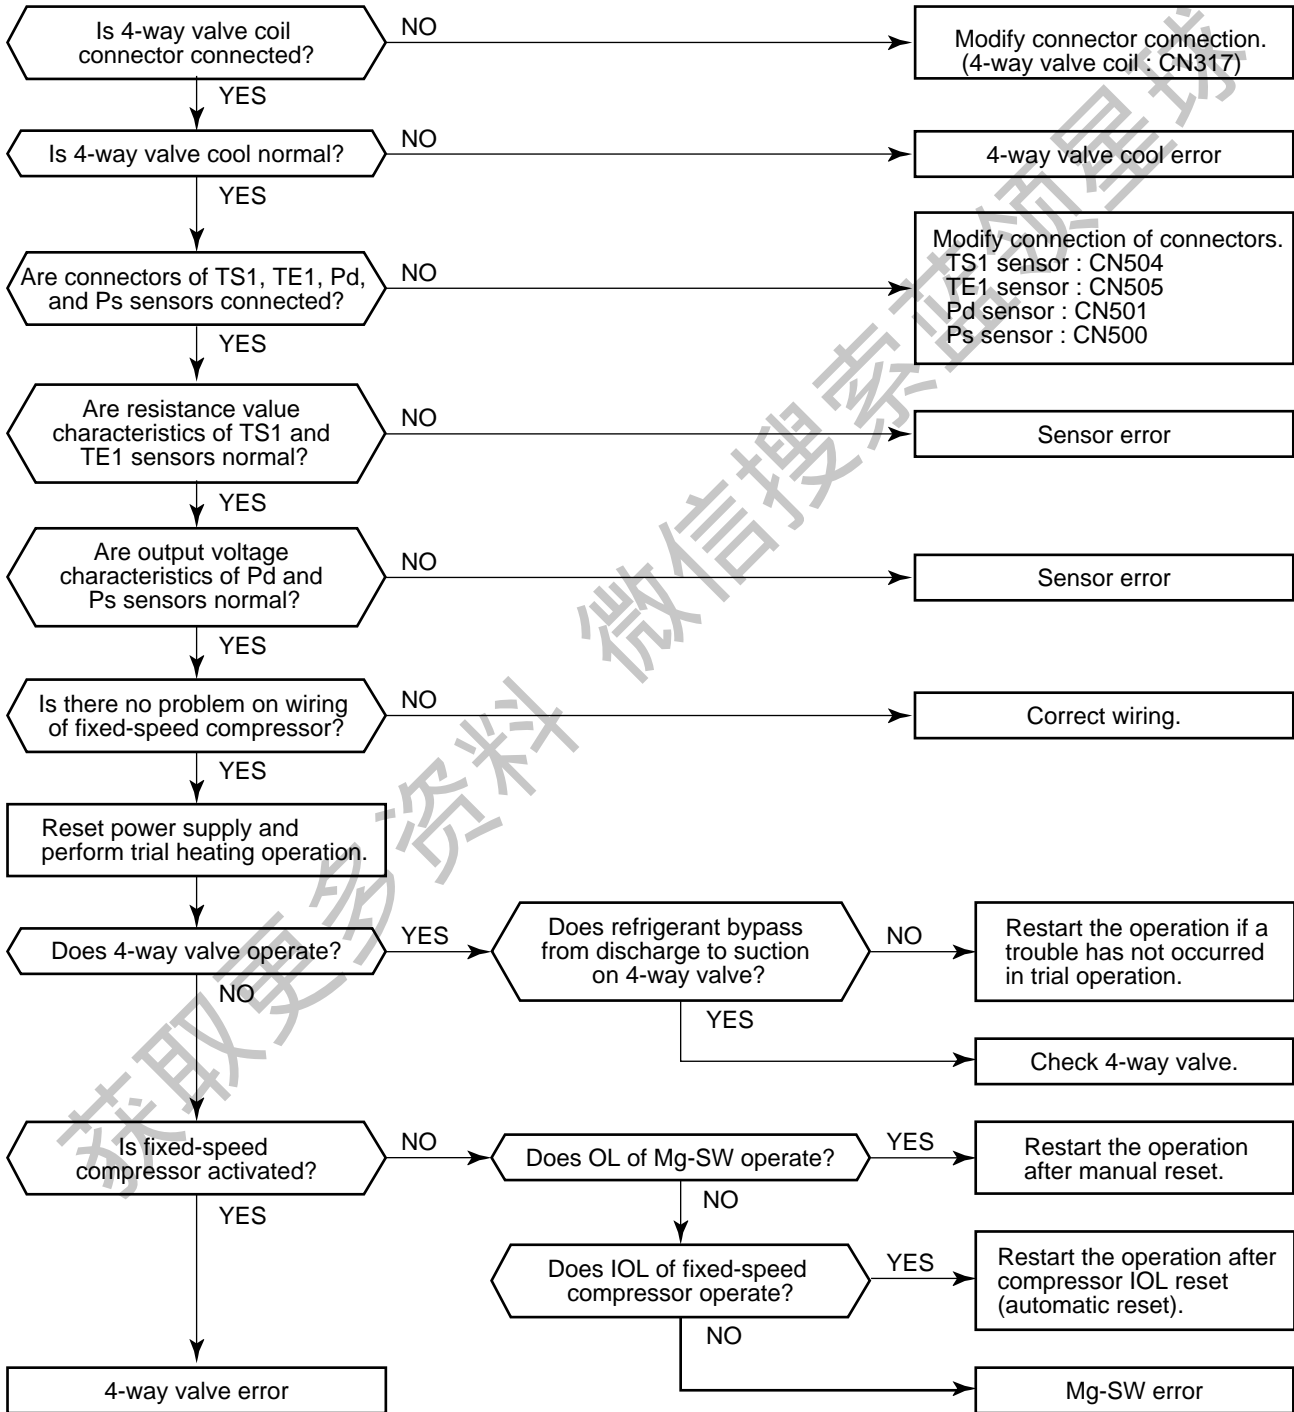 Is 4-way valve coil
connector connected?
NO
Modify connector connection.
(4-way valve coil : CN317)
YES
Is 4-way valve cool normal?
NO
4-way valve cool error
YES
Are connectors of TS1, TE1, Pd,
and Ps sensors connected?
NO
Modify connection of connectors.
TS1 sensor : CN504
TE1 sensor : CN505
Pd sensor : CN501
Ps sensor : CN500
YES
Are resistance value
characteristics of TS1 and
TE1 sensors normal?
NO
Sensor error
YES
Are output voltage
characteristics of Pd and
Ps sensors normal?
NO
Sensor error
YES
Is there no problem on wiring
of fixed-speed compressor?
NO
Correct wiring.
YES
Reset power supply and
perform trial heating operation.
Does 4-way valve operate?
YES
Does refrigerant bypass
from discharge to suction
on 4-way valve?
NO
Restart the operation if a
trouble has not occurred
in trial operation.
NO
YES
Check 4-way valve.
Is fixed-speed
compressor activated?
NO
Does OL of Mg-SW operate?
YES
Restart the operation
after manual reset.
YES
NO
Does IOL of fixed-speed
compressor operate?
YES
Restart the operation after
compressor IOL reset
(automatic reset).
NO
4-way valve error
Mg-SW error
获取更多资料 微信搜索蓝领星球